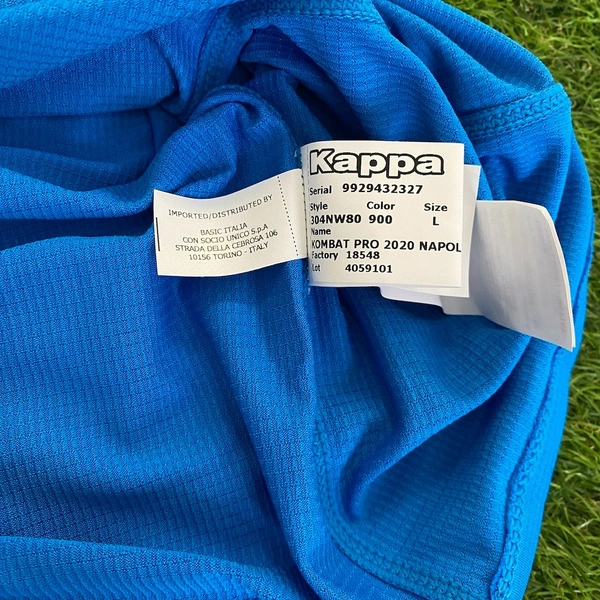 IMPORTED/DISTRIBUTED BY
BASIC ITALIA
CON SOCIO UNICO S.p.A
STRADA DELLA CEBROSA 106
10156 TORINO - ITALY
Kappa
Serial 9929432327
Style Color Size
304NW80 900 L
Name
KOMBAT PRO 2020 NAPOL
Factory 18548
Lot 4059101